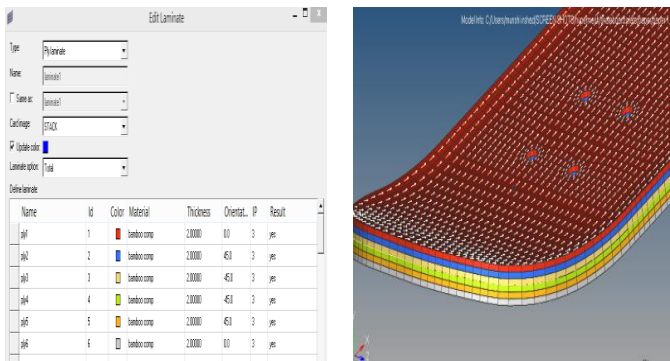 Edit Laminate
Type: Ply laminate
Name: laminate1
Same as: laminate1
Card image: STACK
Update color
Laminate option: Total
Define laminate:
Name Id Color Material Thickness Orientat... IP Result
ply1 1 bamboo comp 2.00000 0.0 3 yes
ply2 2 bamboo comp 2.00000 45.0 3 yes
ply3 3 bamboo comp 2.00000 -45.0 3 yes
ply4 4 bamboo comp 2.00000 -45.0 3 yes
ply5 5 bamboo comp 2.00000 45.0 3 yes
ply6 6 bamboo comp 2.00000 0.0 3 yes
Model Info: C:/Users/
X
Z